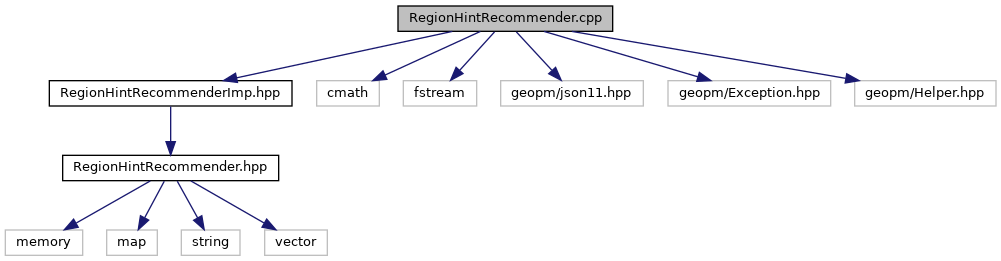 RegionHintRecommender.cpp
RegionHintRecommenderImp.hpp
cmath
fstream
geopm/json11.hpp
geopm/Exception.hpp
geopm/Helper.hpp
RegionHintRecommender.hpp
memory
map
string
vector